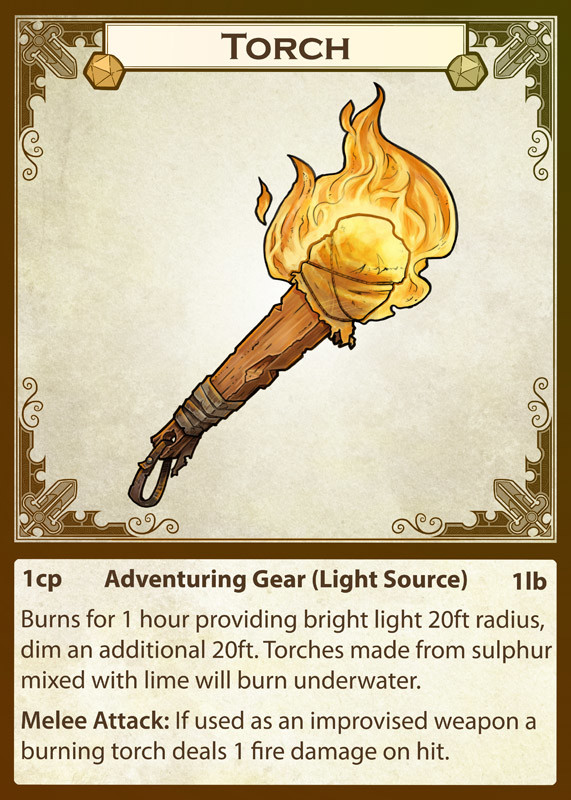 TORCH
1cp Adventuring Gear (Light Source) 1lb
Burns for 1 hour providing bright light 20ft radius,
dim an additional 20ft. Torches made from sulphur
mixed with lime will burn underwater.
Melee Attack: If used as an improvised weapon a
burning torch deals 1 fire damage on hit.